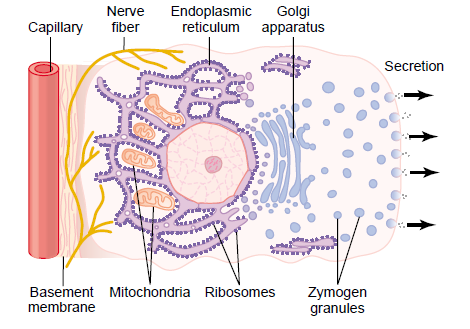 Capillary
Nerve
fiber
Endoplasmic
reticulum
Golgi
apparatus
Secretion
Basement
membrane
Mitochondria
Ribosomes
Zymogen
granules